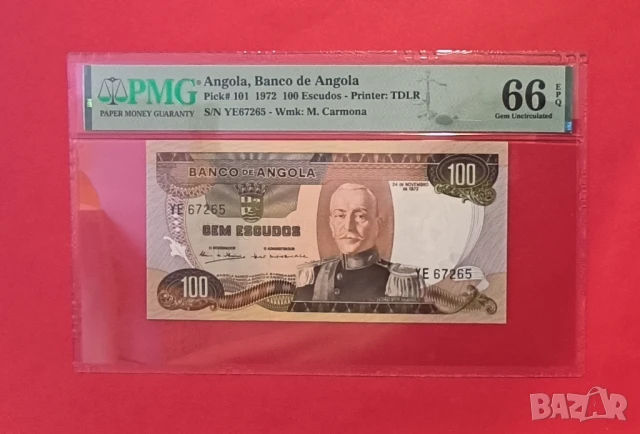 PMG®
PAPER MONEY GUARANTY
Angola, Banco de Angola
Pick# 101 1972 100 Escudos - Printer: TDLR
S/N YE67265 - Wmk: M. Carmona
66 EPQ
Gem Uncirculated
BANCO DE ANGOLA
100
24 DE NOVEMBRO
DE 1972
YE 67265
CEM ESCUDOS
O GOVERNADOR
O ADMINISTRADOR
YE 67265
100
BAZAR